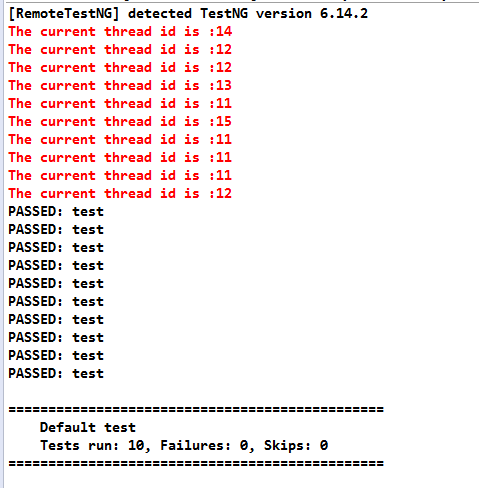 [RemoteTestNG] detected TestNG version 6.14.2
The current thread id is :14
The current thread id is :12
The current thread id is :12
The current thread id is :13
The current thread id is :11
The current thread id is :15
The current thread id is :11
The current thread id is :11
The current thread id is :11
The current thread id is :12
PASSED: test
PASSED: test
PASSED: test
PASSED: test
PASSED: test
PASSED: test
PASSED: test
PASSED: test
PASSED: test
PASSED: test
===============================================
    Default test
    Tests run: 10, Failures: 0, Skips: 0
===============================================